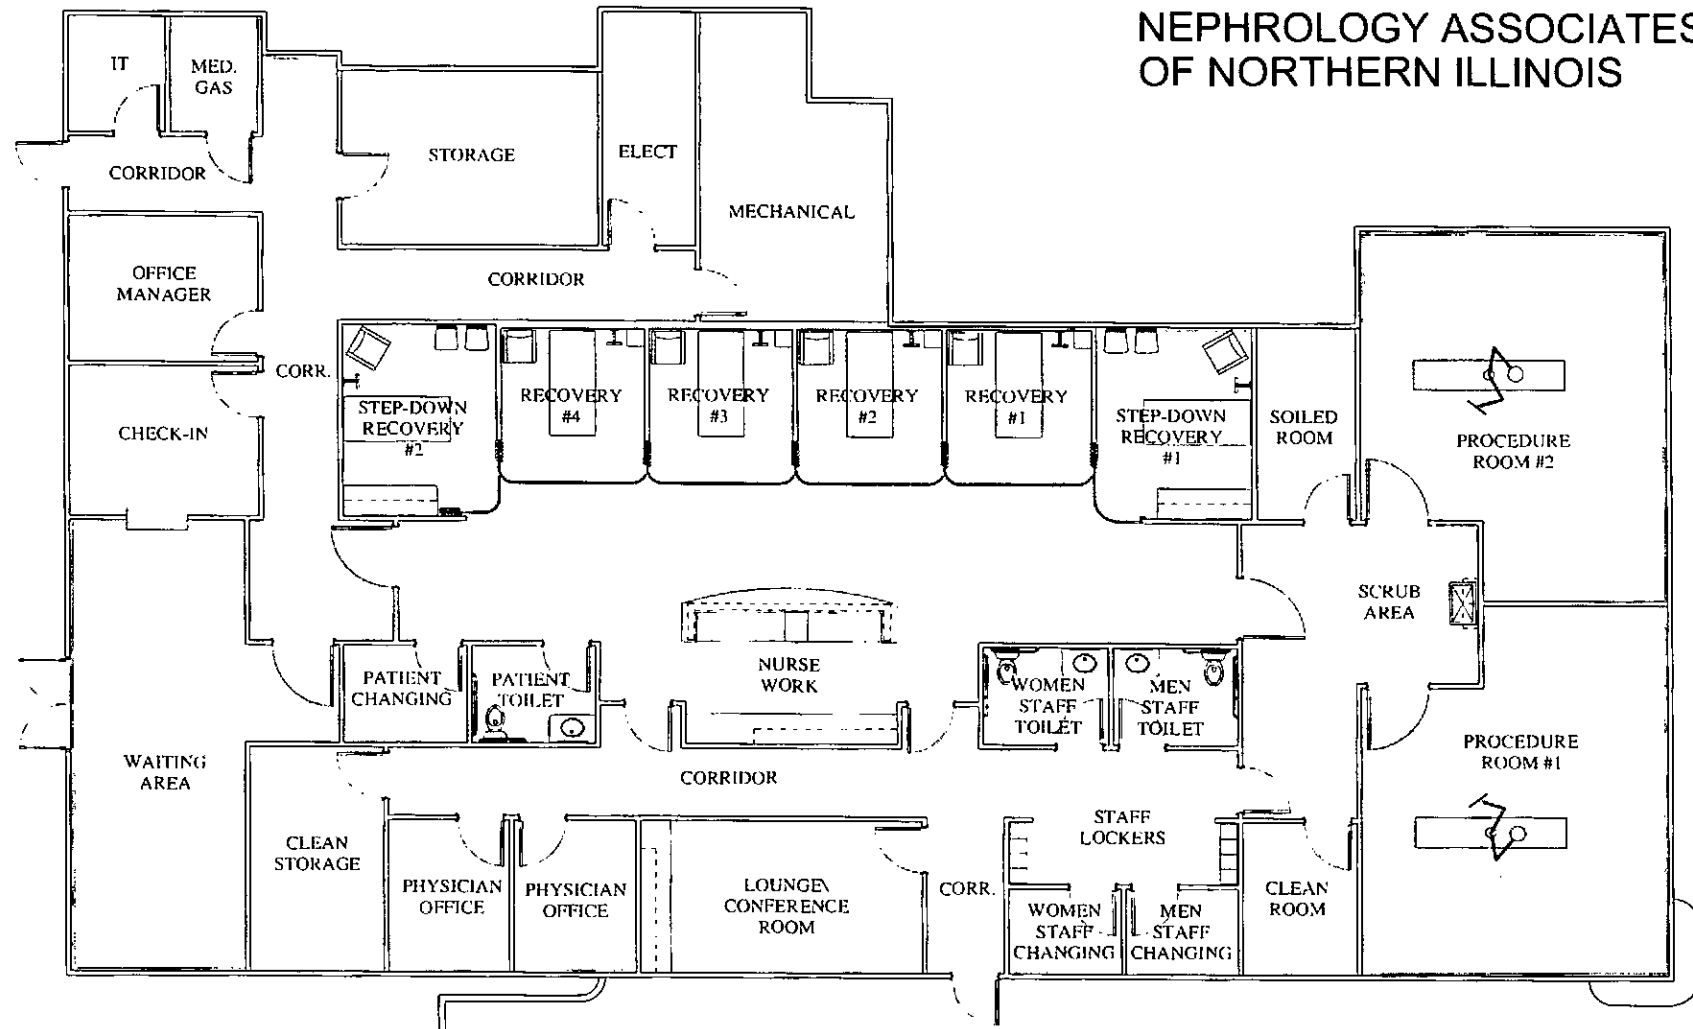 NEPHROLOGY ASSOCIATES
OF NORTHERN ILLINOIS
IT
MED.
GAS
CORRIDOR
STORAGE
ELECT
MECHANICAL
OFFICE
MANAGER
CORRIDOR
CHECK-IN
CORR.
STEP-DOWN
RECOVERY
#2
RECOVERY
#4
RECOVERY
#3
RECOVERY
#2
RECOVERY
#1
STEP-DOWN
RECOVERY
#1
SOILED
ROOM
PROCEDURE
ROOM #2
SCRUB
AREA
NURSE
WORK
PATIENT
CHANGING
PATIENT
TOILET
WOMEN
STAFF
TOILET
MEN
STAFF
TOILET
WAITING
AREA
CORRIDOR
PROCEDURE
ROOM #1
CLEAN
STORAGE
PHYSICIAN
OFFICE
PHYSICIAN
OFFICE
LOUNGE\
CONFERENCE
ROOM
CORR.
STAFF
LOCKERS
WOMEN
STAFF
CHANGING
MEN
STAFF
CHANGING
CLEAN
ROOM